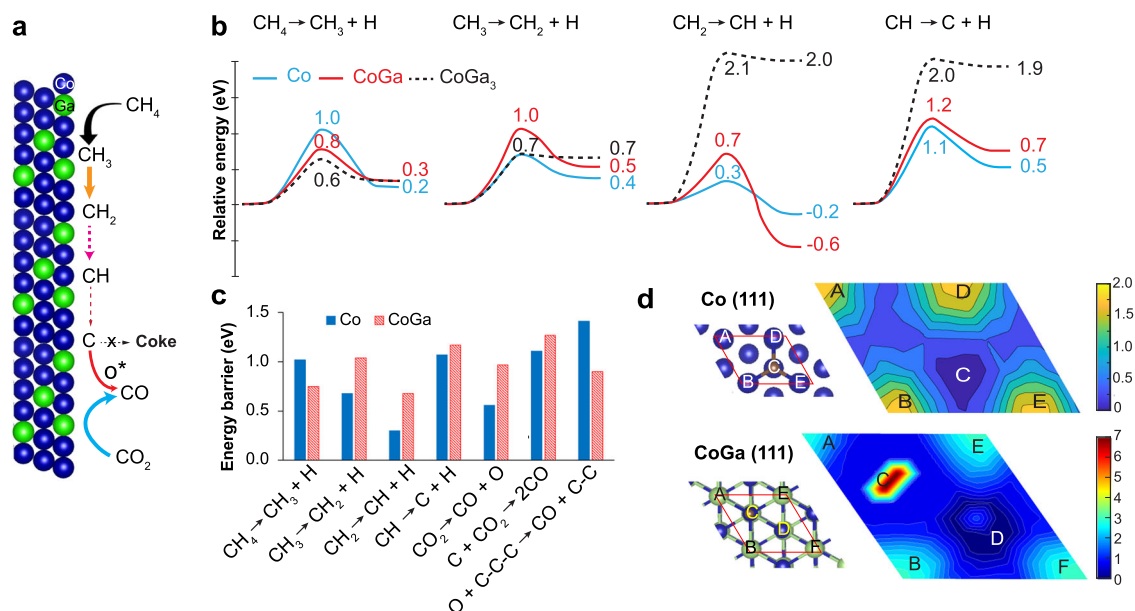 a
Co
Ga
CH₄
CH₃
CH₂
CH
C ··x-> Coke
O*
CO
CO₂
b
CH₄→CH₃ + H
CH₃→CH₂ + H
CH₂→CH + H
CH →C + H
Relative energy (eV)
Co
CoGa
CoGa₃
1.0
0.8
0.6
0.3
0.2
1.0
0.7
0.7
0.5
0.4
2.1
2.0
0.7
0.3
-0.2
-0.6
2.0
1.9
1.2
1.1
0.7
0.5
c
Energy barrier (eV)
1.5
1.0
0.5
0.0
Co
CoGa
CH₄→CH₃ + H
CH₃→CH₂ + H
CH₂→CH + H
CH →C + H
CO₂→CO + O
C + CO₂→2CO
O + C-C-C→CO + C-C
d
Co (111)
A
D
C
B
E
A
D
C
B
E
2.0
1.5
1
0.5
0
CoGa (111)
A
E
C
D
B
F
A
E
C
D
B
F
7
6
5
4
3
2
1
0